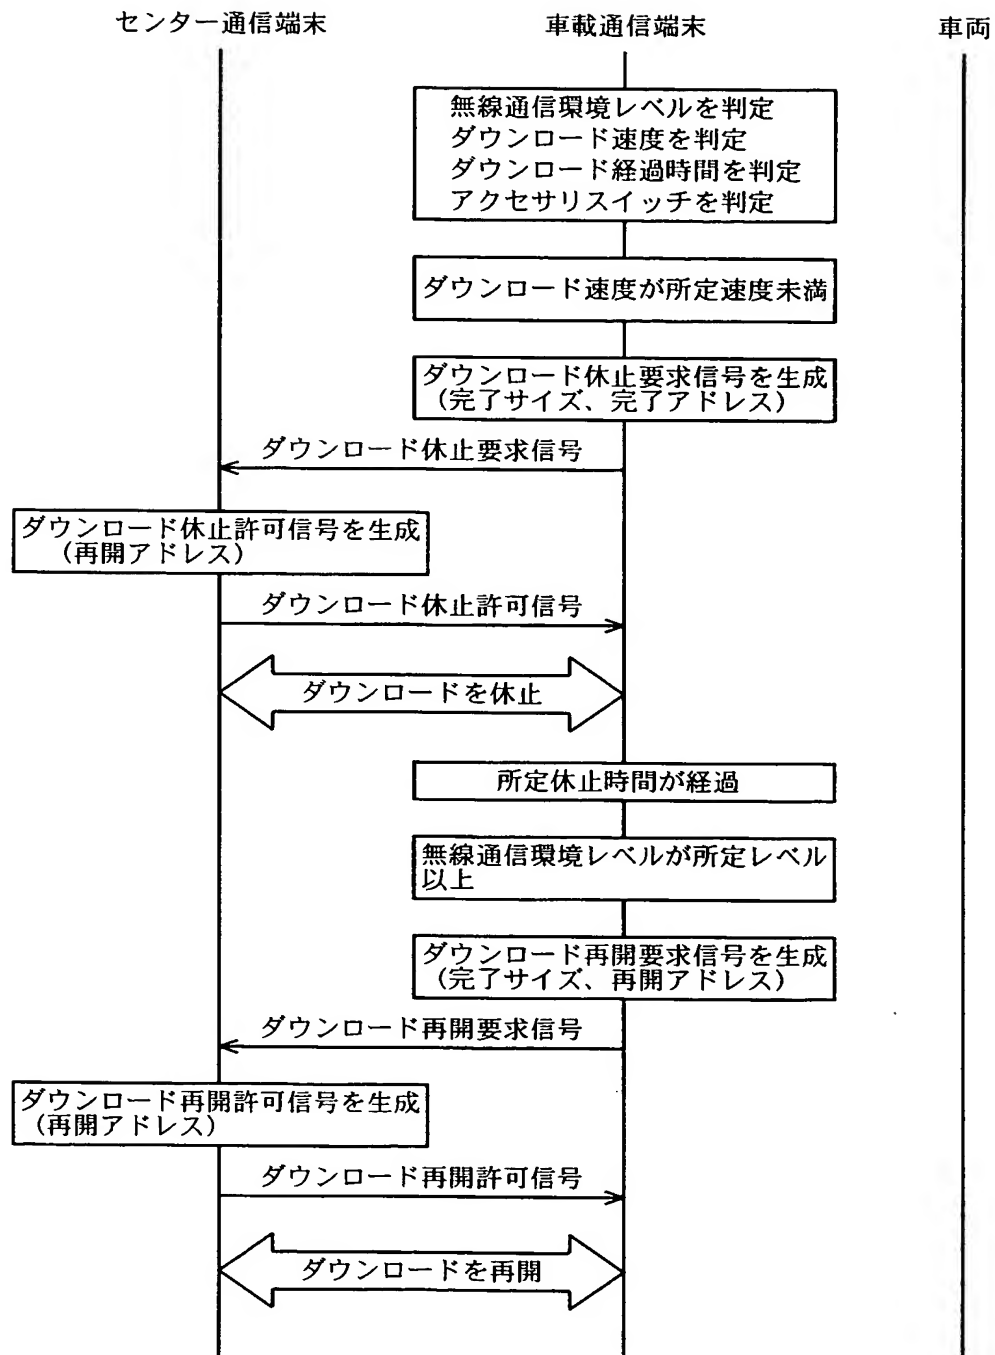 センター通信端末
車載通信端末
車両
無線通信環境レベルを判定
ダウンロード速度を判定
ダウンロード経過時間を判定
アクセサリスイッチを判定
ダウンロード速度が所定速度未満
ダウンロード休止要求信号を生成
(完了サイズ、完了アドレス)
ダウンロード休止要求信号
ダウンロード休止許可信号を生成
(再開アドレス)
ダウンロード休止許可信号
ダウンロードを休止
所定休止時間が経過
無線通信環境レベルが所定レベル
以上
ダウンロード再開要求信号を生成
(完了サイズ、再開アドレス)
ダウンロード再開要求信号
ダウンロード再開許可信号を生成
(再開アドレス)
ダウンロード再開許可信号
ダウンロードを再開